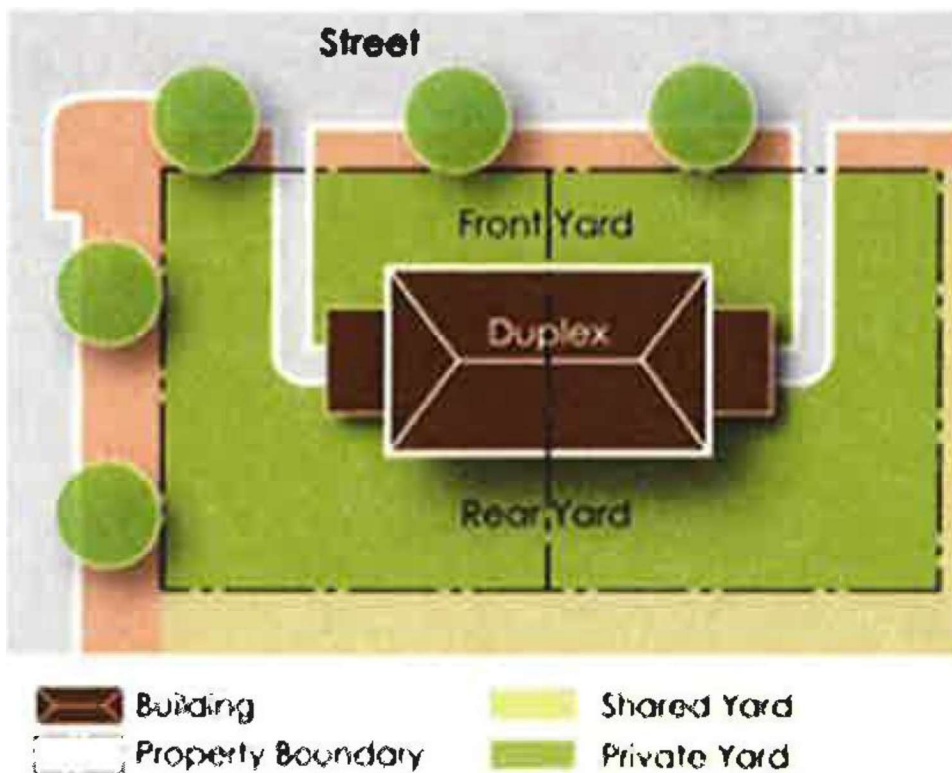 Street
Front Yard
Duplex
Rear Yard
Building
Shared Yard
Property Boundary
Private Yard